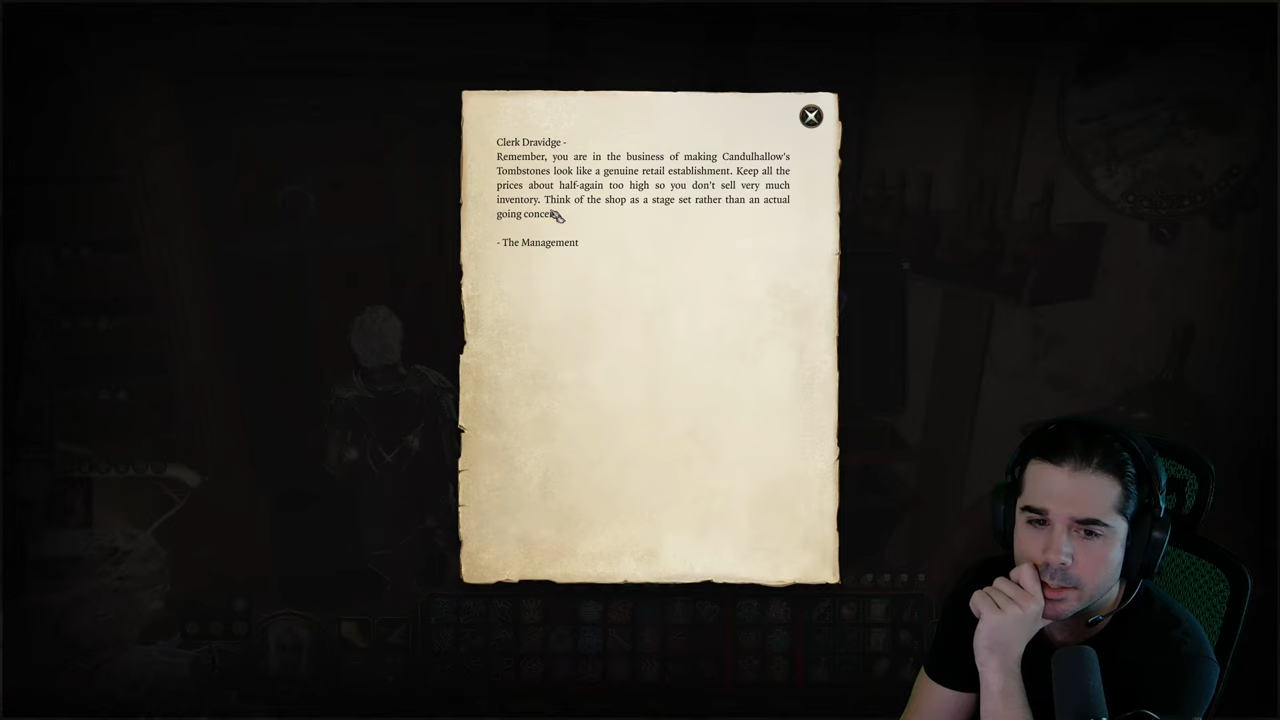 Clerk Dravidge -
Remember, you are in the business of making Candulhallow's
Tombstones look like a genuine retail establishment. Keep all the
prices about half-again too high so you don't sell very much
inventory. Think of the shop as a stage set rather than an actual
going
- The Management